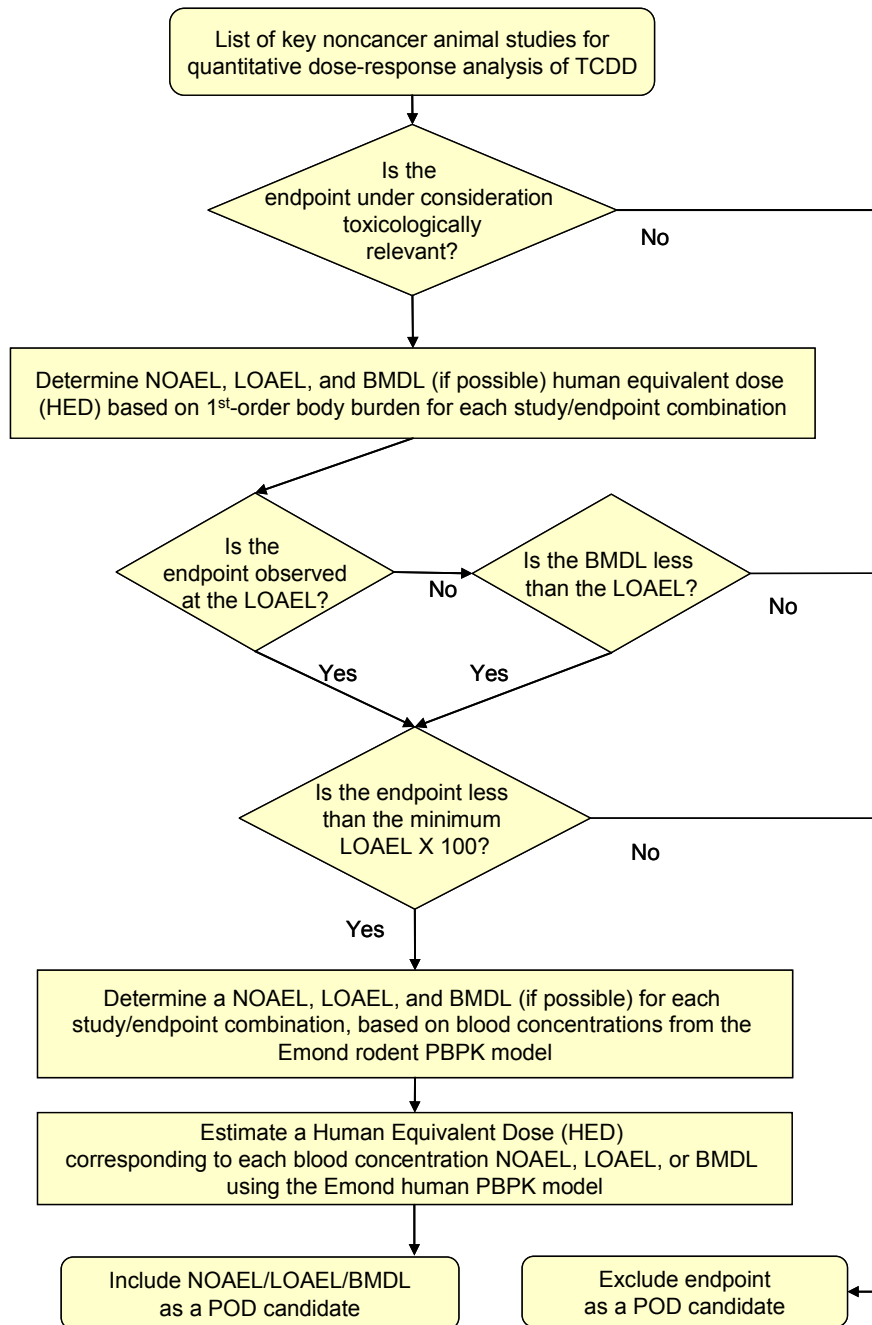 List of key noncancer animal studies for
quantitative dose-response analysis of TCDD
Is the
endpoint under consideration
toxicologically
relevant?
No
Determine NOAEL, LOAEL, and BMDL (if possible) human equivalent dose
(HED) based on 1st-order body burden for each study/endpoint combination
Is the
endpoint observed
at the LOAEL?
No
Is the BMDL less
than the LOAEL?
No
Yes
Yes
Is the endpoint less
than the minimum
LOAEL X 100?
No
Yes
Determine a NOAEL, LOAEL, and BMDL (if possible) for each
study/endpoint combination, based on blood concentrations from the
Emond rodent PBPK model
Estimate a Human Equivalent Dose (HED)
corresponding to each blood concentration NOAEL, LOAEL, or BMDL
using the Emond human PBPK model
Include NOAEL/LOAEL/BMDL
as a POD candidate
Exclude endpoint
as a POD candidate